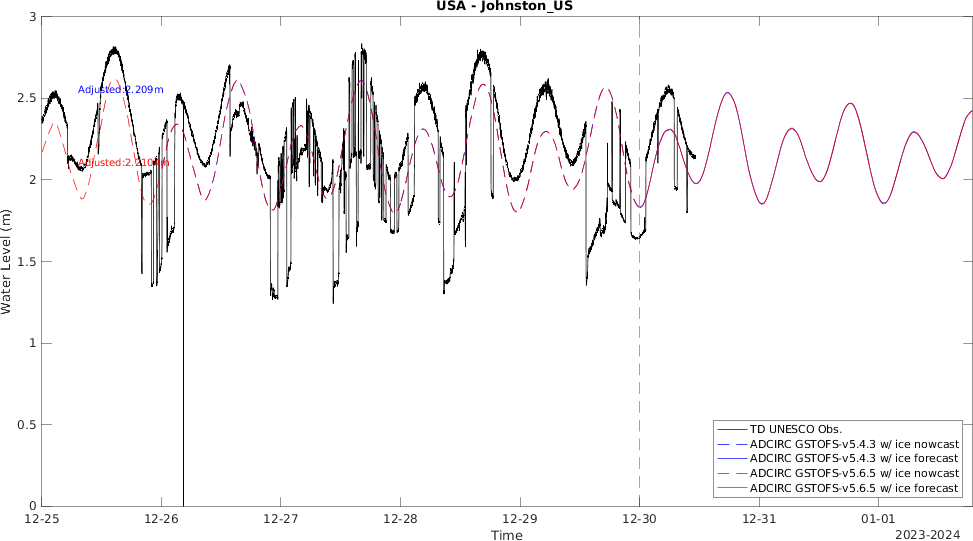 USA - Johnston_US
3
2.5
2
1.5
1
0.5
0
Water Level (m)
Adjusted:2.209m
12-25
12-26
12-27
12-28
12-29
12-30
12-31
01-01
Time
2023-2024
TD UNESCO Obs.
ADCIRC GSTOFS-v5.4.3 w/ ice nowcast
ADCIRC GSTOFS-v5.4.3 w/ ice forecast
ADCIRC GSTOFS-v5.6.5 w/ ice nowcast
ADCIRC GSTOFS-v5.6.5 w/ ice forecast